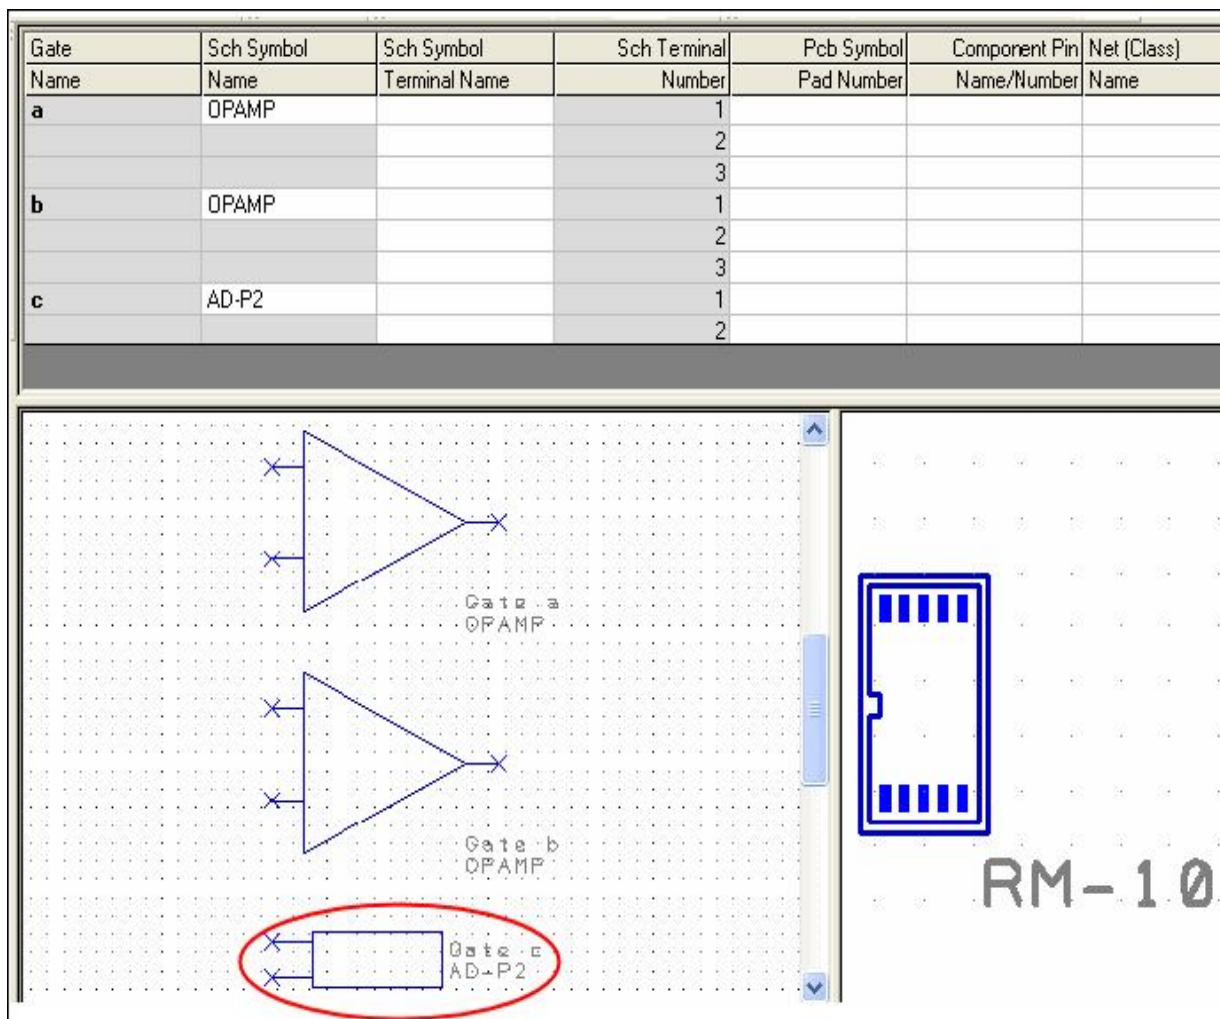 Gate Sch Symbol Sch Symbol Sch Terminal Pcb Symbol Component Pin Net (Class)
Name Name Terminal Name Number Pad Number Name/Number Name
a OPAMP 1
2
3
b OPAMP 1
2
3
c AD-P2 1
2
Gate a
OPAMP
Gate b
OPAMP
Gate c
AD-P2
RM-10